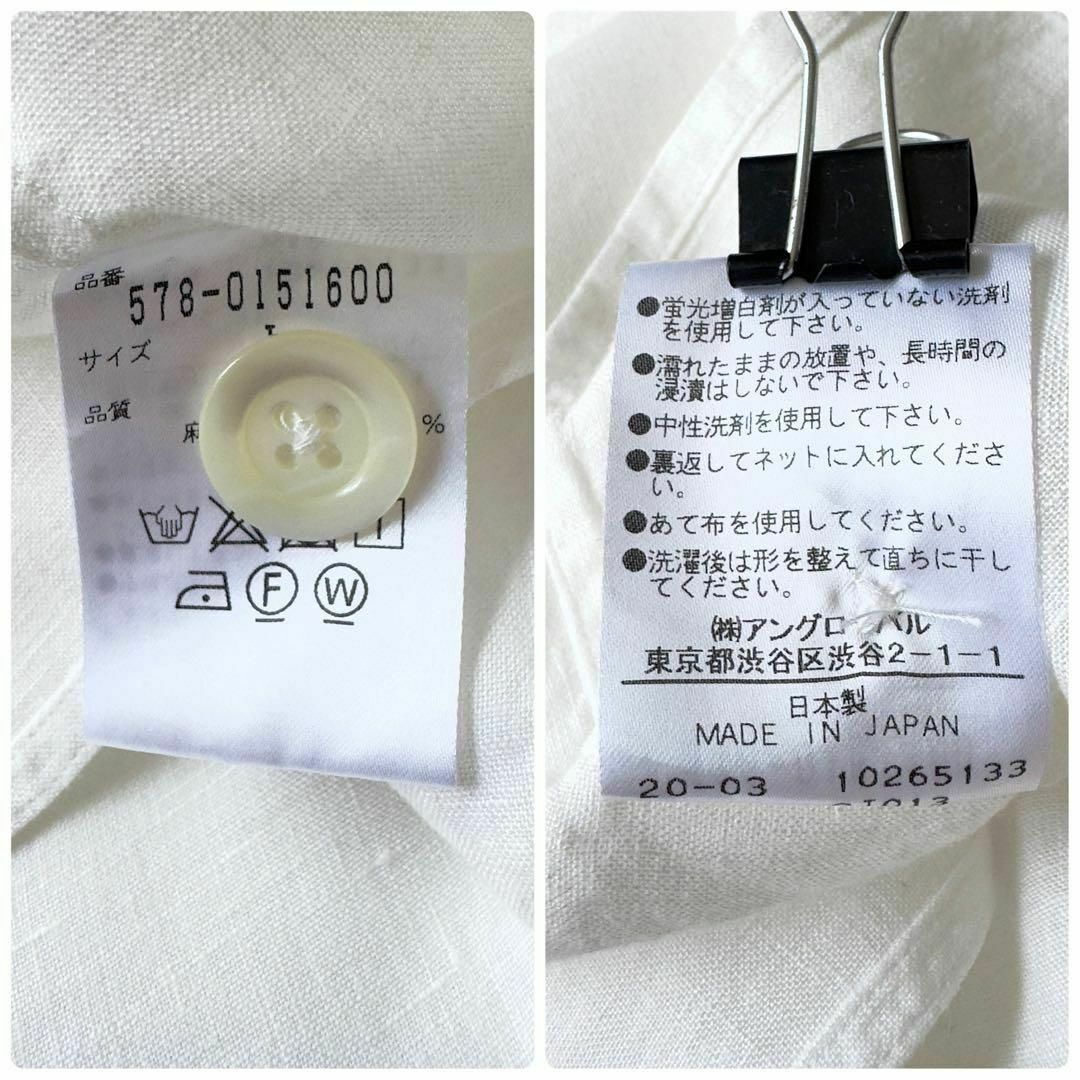 品番
578-0151600
サイズ
品質
麻 %
F W
●蛍光増白剤が入っていない洗剤
を使用して下さい。
●濡れたままの放置や、長時間の
浸漬はしないで下さい。
●中性洗剤を使用して下さい。
●裏返してネットに入れてくださ
い。
●あて布を使用してください。
●洗濯後は形を整えて直ちに干し
てください。
㈱アングローバル
東京都渋谷区渋谷2-1-1
日本製
MADE IN JAPAN
20-03 10265133